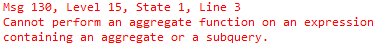 Msg 130, Level 15, State 1, Line 3
Cannot perform an aggregate function on an expression
containing an aggregate or a subquery.